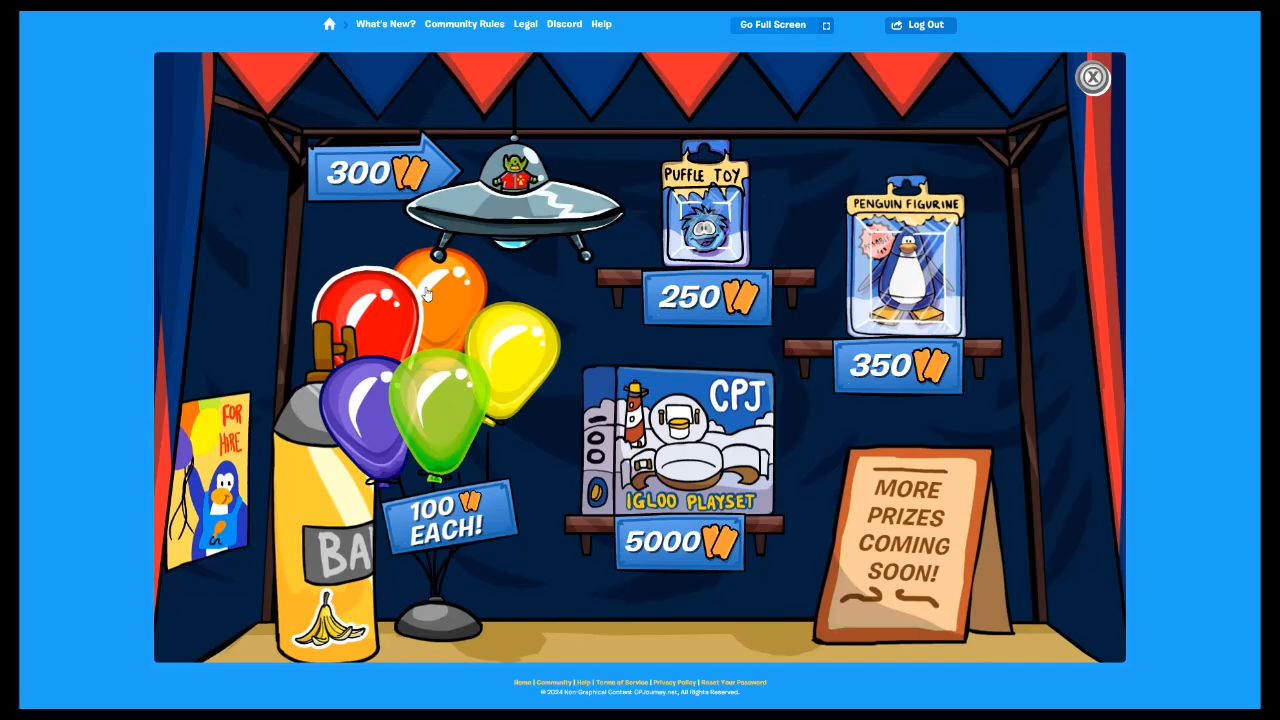 What's New? Community Rules Legal Discord Help Go Full Screen Log Out
300
PUFFLE TOY
PENGUIN FIGURINE
250
350
FOR
HIRE
CPJ
100
IGLOO PLAYSET
100
EACH!
5000
BA
MORE
PRIZES
COMING
SOON!
Home | Community | Help | Terms of Service | Privacy Policy | Reset Your Password
© 2024 Non-Graphical Content CPJourney.net, All Rights Reserved.